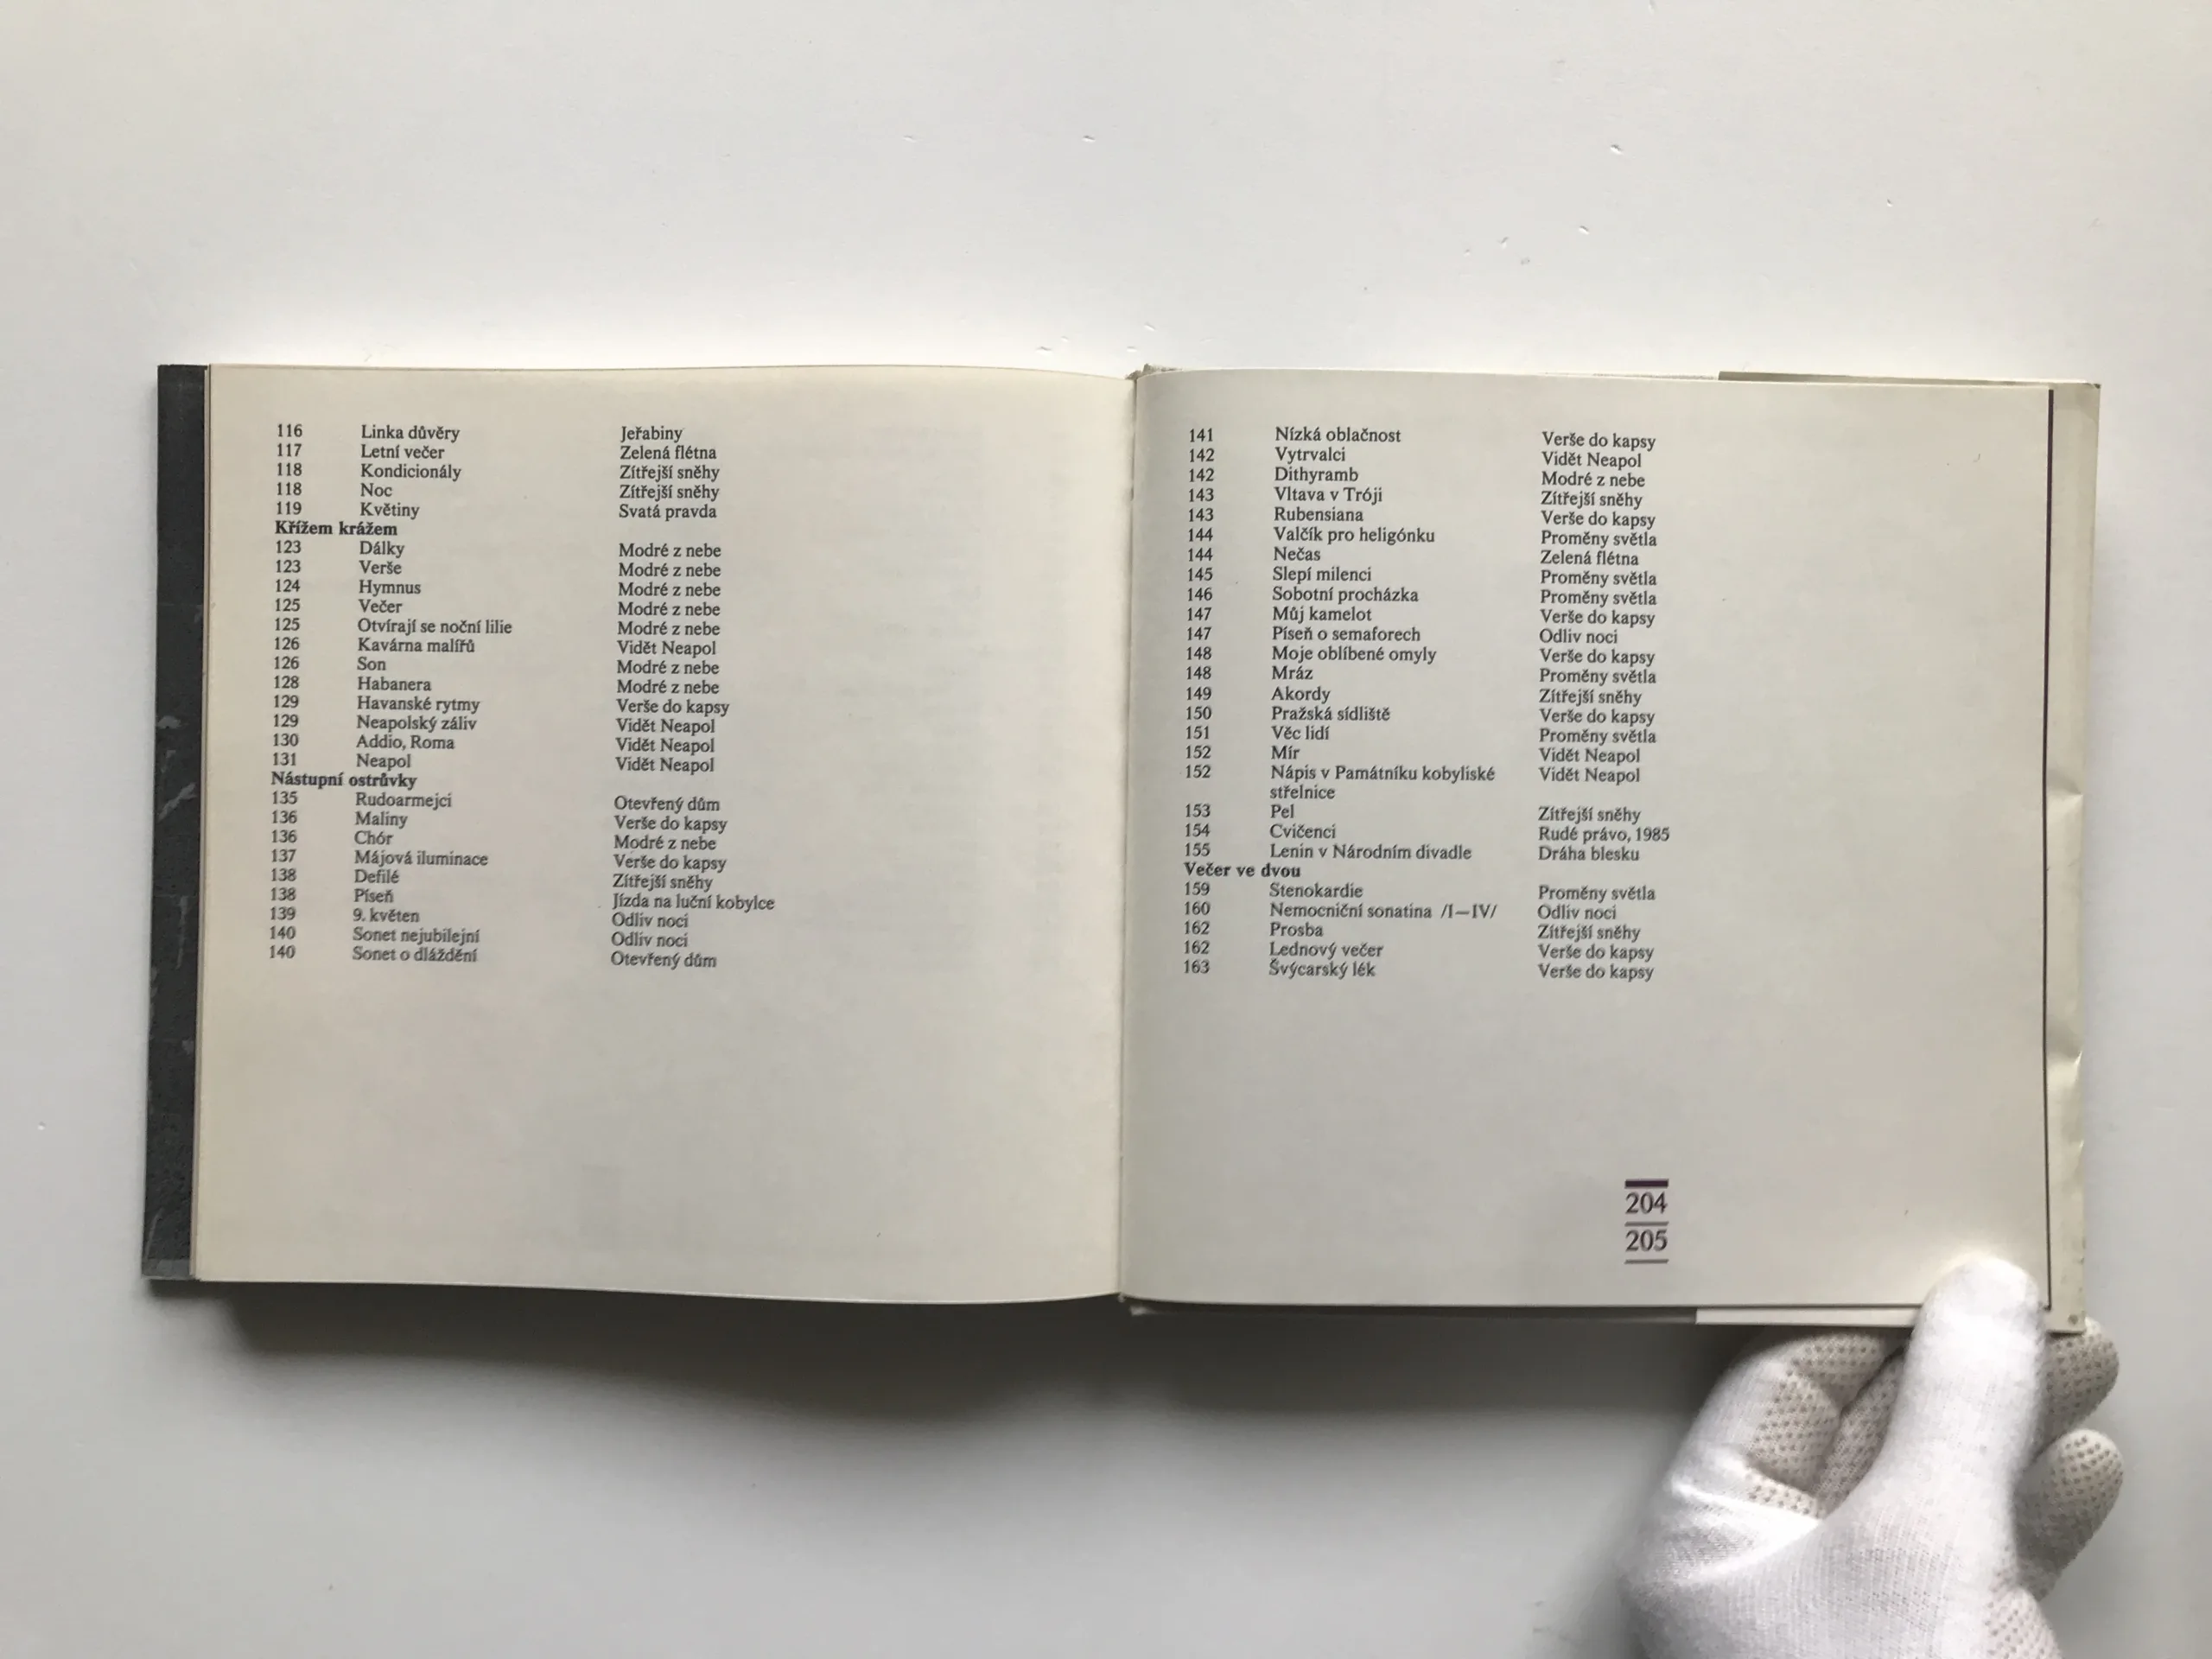 116 Linka důvěry Jeřabiny
117 Letní večer Zelená flétna
118 Kondicionály Zítřejší sněhy
118 Noc Zítřejší sněhy
119 Květiny Svatá pravda
Křížem krážem
123 Dálky Modré z nebe
123 Verše Modré z nebe
124 Hymnus Modré z nebe
125 Večer Modré z nebe
125 Otvírají se noční lilie Modré z nebe
126 Kavárna malířů Vidět Neapol
126 Son Modré z nebe
128 Habanera Modré z nebe
129 Havanské rytmy Verše do kapsy
129 Neapolský záliv Vidět Neapol
130 Addio, Roma Vidět Neapol
131 Neapol Vidět Neapol
Nástupní ostrůvky
135 Rudoarmejci Otevřený dům
136 Maliny Verše do kapsy
136 Chór Modré z nebe
137 Májová iluminace Verše do kapsy
138 Defilé Zítřejší sněhy
138 Píseň Jízda na luční kobylce
139 9. květen Odliv noci
140 Sonet nejubilejní Odliv noci
140 Sonet o dláždění Otevřený dům
141 Nízká oblačnost Verše do kapsy
142 Vytrvalci Vidět Neapol
142 Dithyramb Modré z nebe
143 Vltava v Tróji Zítřejší sněhy
143 Rubensiana Verše do kapsy
144 Valčík pro heligónku Proměny světla
144 Nečas Zelená flétna
145 Slepí milenci Proměny světla
146 Sobotní procházka Proměny světla
147 Můj kamelot Verše do kapsy
147 Píseň o semaforech Odliv noci
148 Moje oblíbené omyly Verše do kapsy
148 Mráz Proměny světla
149 Akordy Zítřejší sněhy
150 Pražská sídliště Verše do kapsy
151 Věc lidí Proměny světla
152 Mír Vidět Neapol
152 Nápis v Památníku kobyliské Vidět Neapol
střelnice
153 Pel Zítřejší sněhy
154 Cvičenci Rudé právo, 1985
155 Lenin v Národním divadle Dráha blesku
Večer ve dvou
159 Stenokardie Proměny světla
160 Nemocniční sonatina /I—IV/ Odliv noci
162 Prosba Zítřejší sněhy
162 Lednový večer Verše do kapsy
163 Švýcarský lék Verše do kapsy
204
205